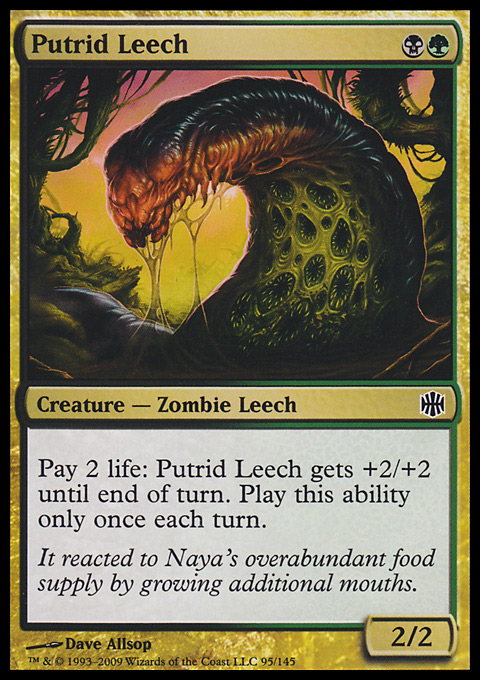 Putrid Leech
Creature — Zombie Leech
Pay 2 life: Putrid Leech gets +2/+2
until end of turn. Play this ability
only once each turn.
It reacted to Naya's overabundant food
supply by growing additional mouths.
Dave Allsop
2/2
™ & © 1993–2009 Wizards of the Coast LLC 95/145